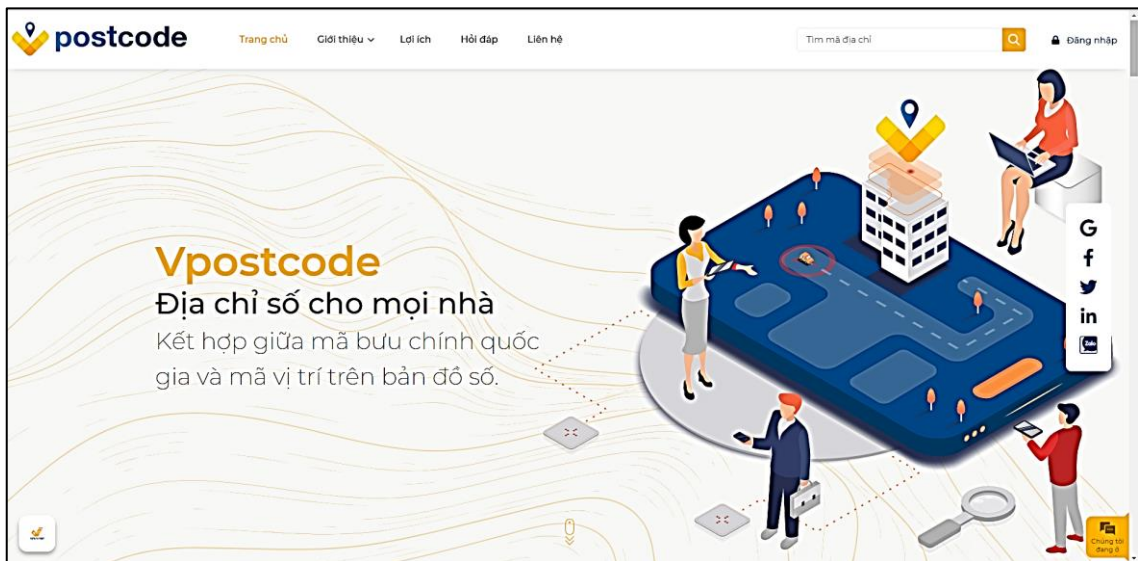 postcode
Trang chủ
Giới thiệu
Lợi ích
Hỏi đáp
Liên hệ
Tìm mã địa chỉ
Đăng nhập
Vpostcode
Địa chỉ số cho mọi nhà
Kết hợp giữa mã bưu chính quốc
gia và mã vị trí trên bản đồ số.
G
f
in
Zalo
Chúng tôi
đang ở